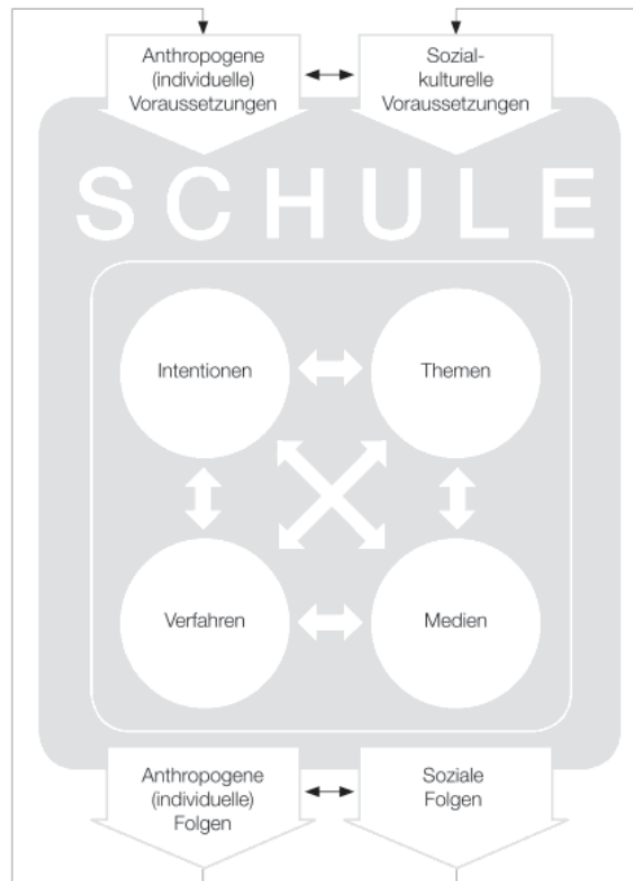 Anthropogene
(individuelle)
Voraussetzungen
Sozial-
kulturelle
Voraussetzungen
SCHULE
Intentionen
Themen
Verfahren
Medien
Anthropogene
(individuelle)
Folgen
Soziale
Folgen